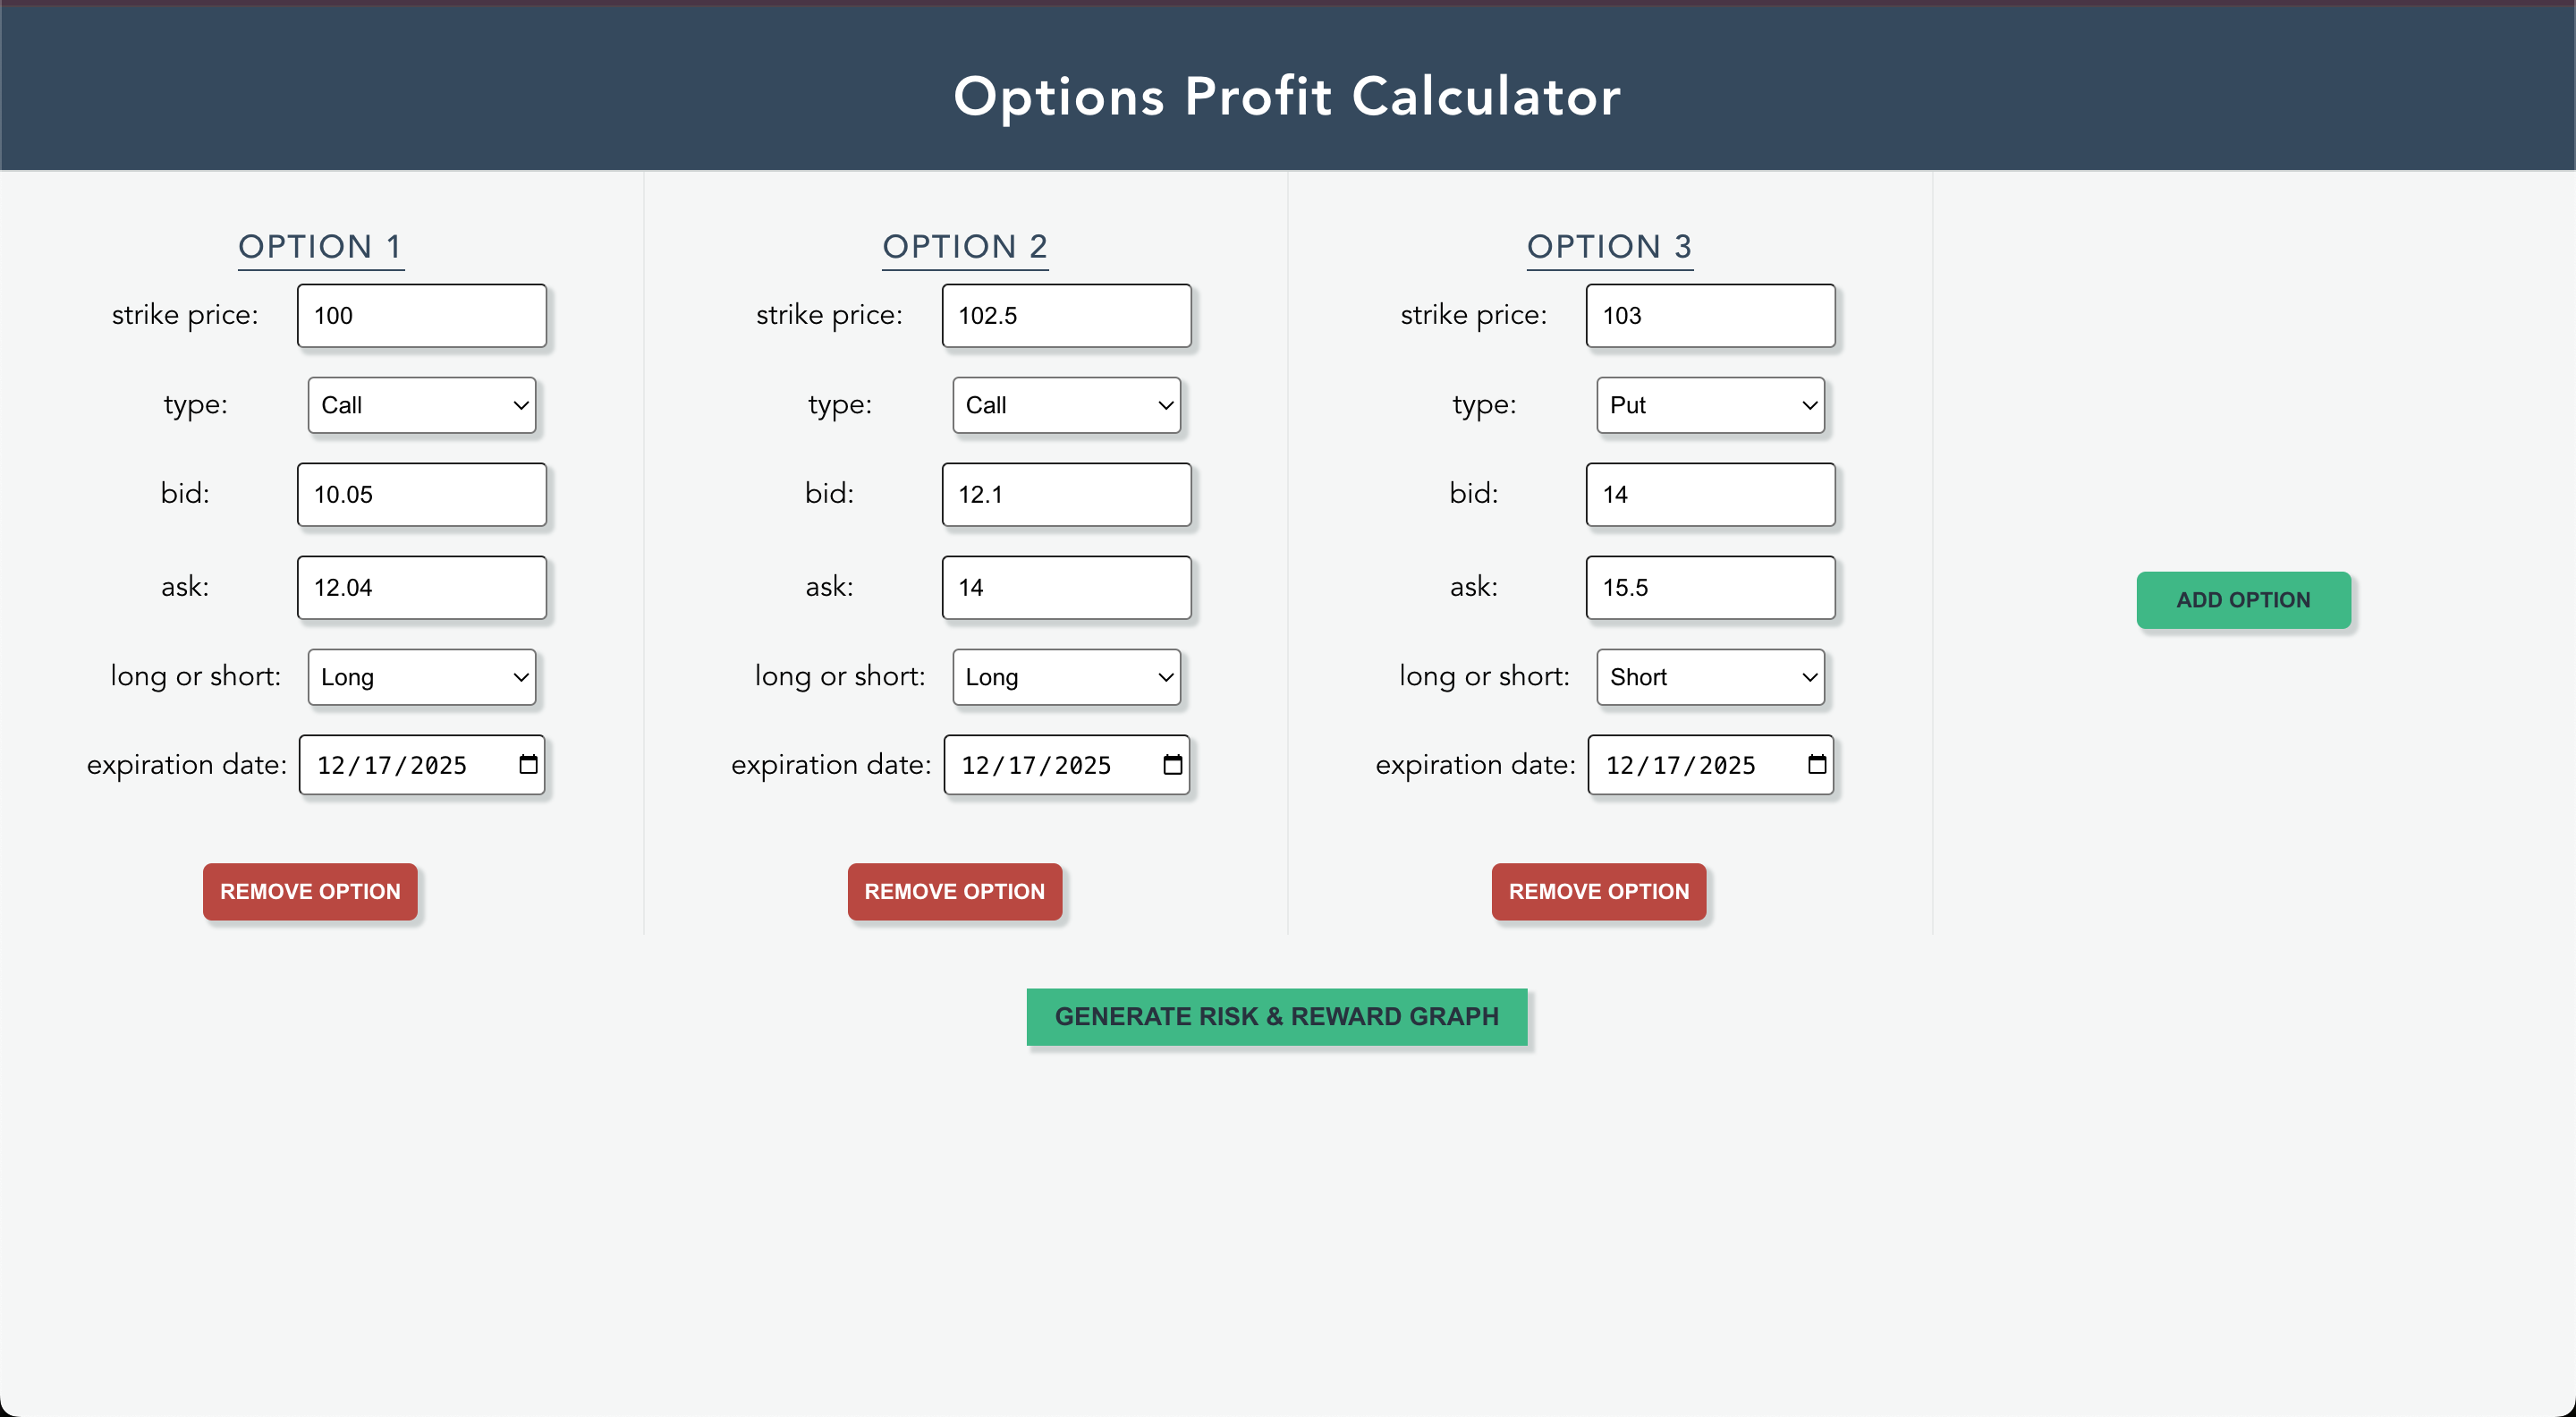 Options Profit Calculator
OPTION 1
strike price: 100
type: Call
bid: 10.05
ask: 12.04
long or short: Long
expiration date: 12/17/2025
REMOVE OPTION
OPTION 2
strike price: 102.5
type: Call
bid: 12.1
ask: 14
long or short: Long
expiration date: 12/17/2025
REMOVE OPTION
OPTION 3
strike price: 103
type: Put
bid: 14
ask: 15.5
long or short: Short
expiration date: 12/17/2025
REMOVE OPTION
ADD OPTION
GENERATE RISK & REWARD GRAPH